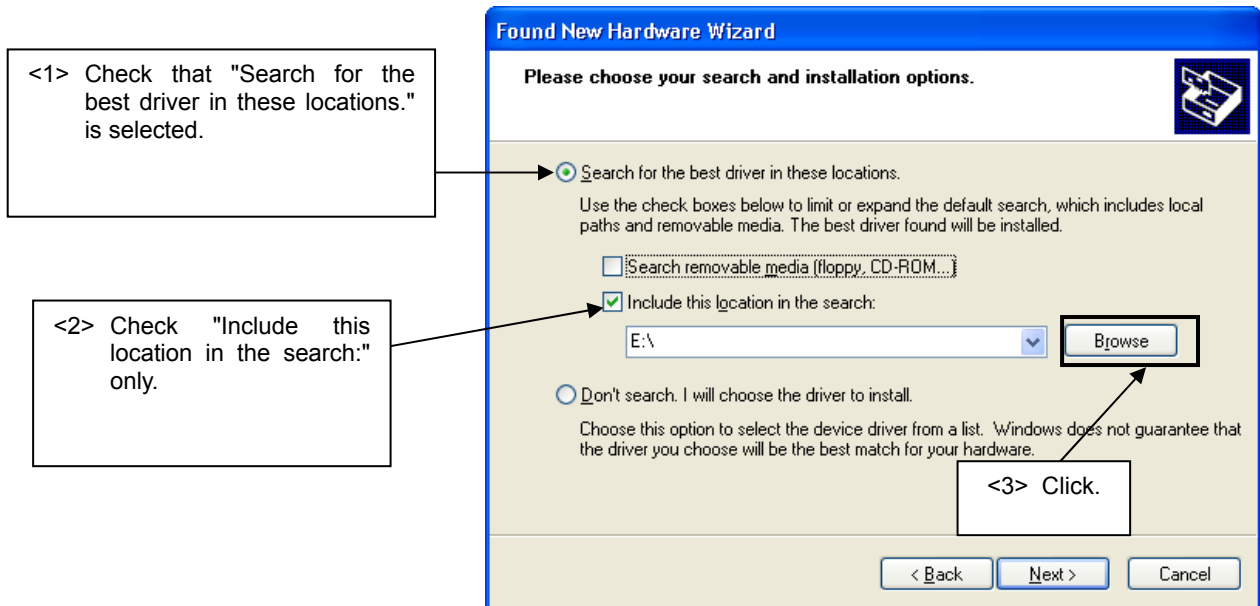 Found New Hardware Wizard
Please choose your search and installation options.
<1> Check that "Search for the
best driver in these locations."
is selected.
Search for the best driver in these locations.
Use the check boxes below to limit or expand the default search, which includes local
paths and removable media. The best driver found will be installed.
Search removable media (floppy, CD-ROM...)
<2> Check "Include this
location in the search:"
only.
Include this location in the search:
E:\
Browse
Don't search. I will choose the driver to install.
Choose this option to select the device driver from a list. Windows does not guarantee that
the driver you choose will be the best match for your hardware.
<3> Click.
< Back
Next >
Cancel